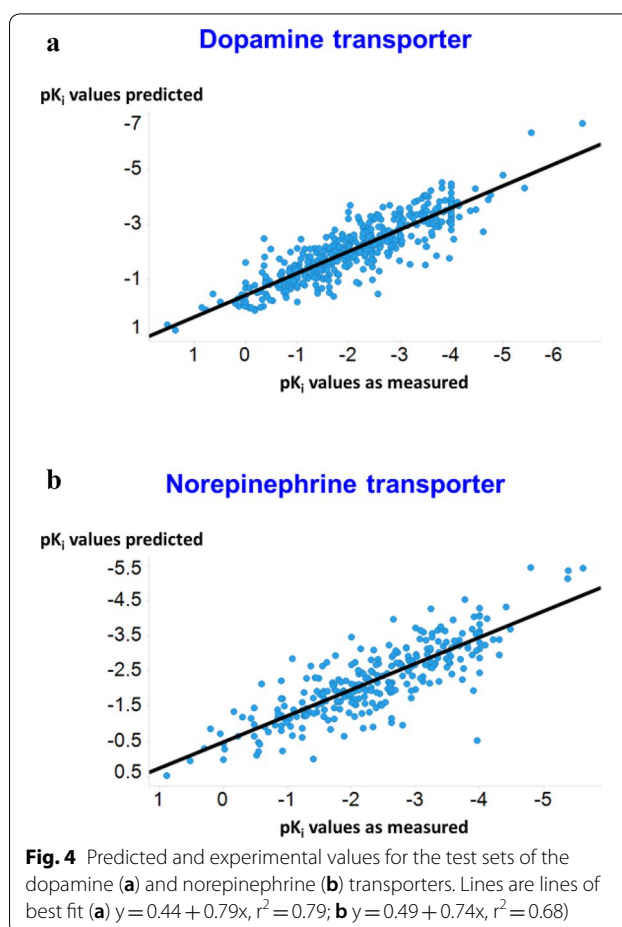 a
Dopamine transporter
pKi values predicted
-7
-5
-3
-1
1
1 0 -1 -2 -3 -4 -5 -6
pKi values as measured
b
Norepinephrine transporter
pKi values predicted
-5.5
-4.5
-3.5
-2.5
-1.5
-0.5
0.5
1 0 -1 -2 -3 -4 -5
pKi values as measured
Fig. 4 Predicted and experimental values for the test sets of the
dopamine (a) and norepinephrine (b) transporters. Lines are lines of
best fit (a) y = 0.44 + 0.79x, r² = 0.79; b y = 0.49 + 0.74x, r² = 0.68)